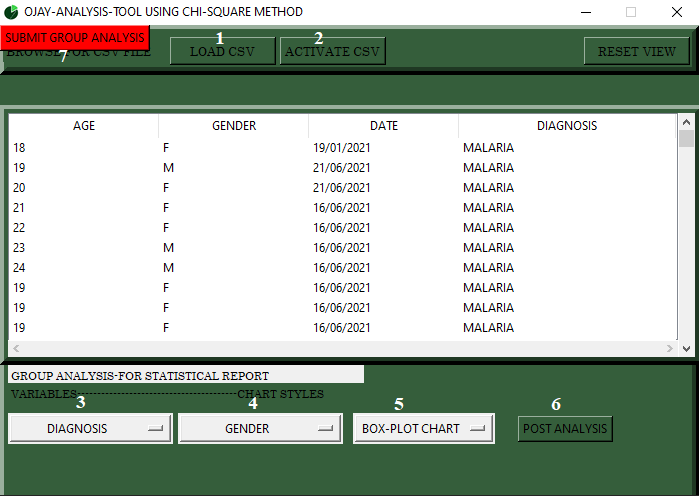 OJAY-ANALYSIS-TOOL USING CHI-SQUARE METHOD
SUBMIT GROUP ANALYSIS
BROWSE FOR CSV FILE
7
1
LOAD CSV
2
ACTIVATE CSV
RESET VIEW
AGE GENDER DATE DIAGNOSIS
18 F 19/01/2021 MALARIA
19 M 21/06/2021 MALARIA
20 F 21/06/2021 MALARIA
21 F 16/06/2021 MALARIA
22 F 16/06/2021 MALARIA
23 M 16/06/2021 MALARIA
24 M 16/06/2021 MALARIA
19 F 16/06/2021 MALARIA
19 F 16/06/2021 MALARIA
19 F 16/06/2021 MALARIA
GROUP ANALYSIS-FOR STATISTICAL REPORT
VARIABLES----------------------------------------CHART STYLES
3 4 5 6
DIAGNOSIS GENDER BOX-PLOT CHART POST ANALYSIS